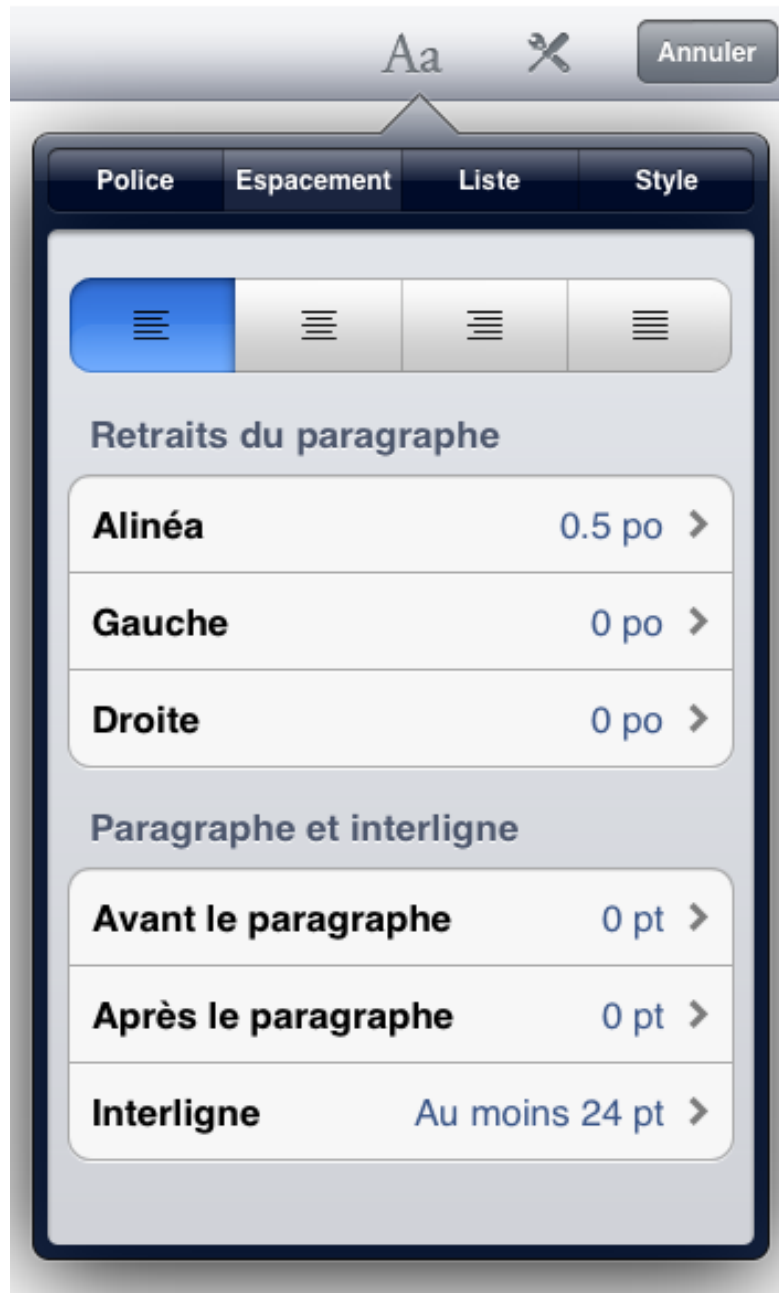 Aa Annuler
Police Espacement Liste Style
Retraits du paragraphe
Alinéa 0.5 po
Gauche 0 po
Droite 0 po
Paragraphe et interligne
Avant le paragraphe 0 pt
Après le paragraphe 0 pt
Interligne Au moins 24 pt